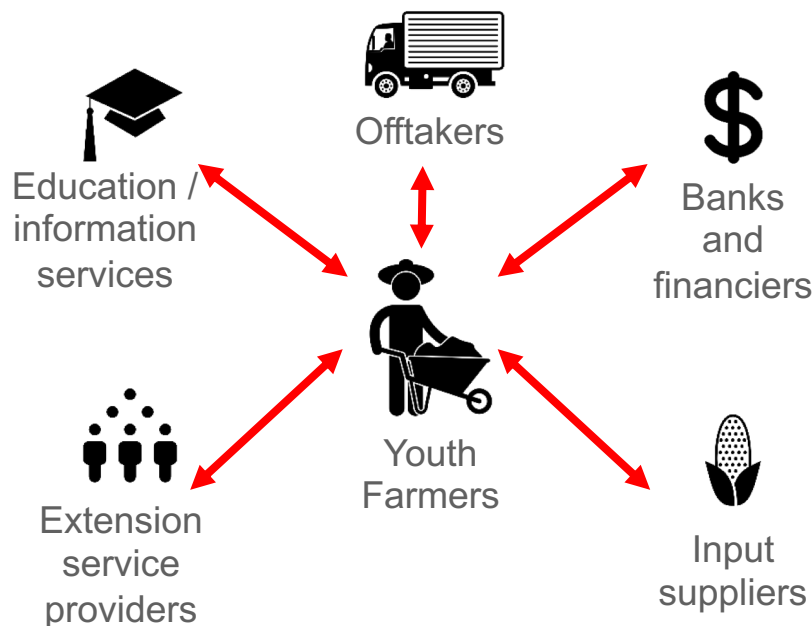 Offtakers
Education /
information
services
Banks
and
financiers
Youth
Farmers
Extension
service
providers
Input
suppliers